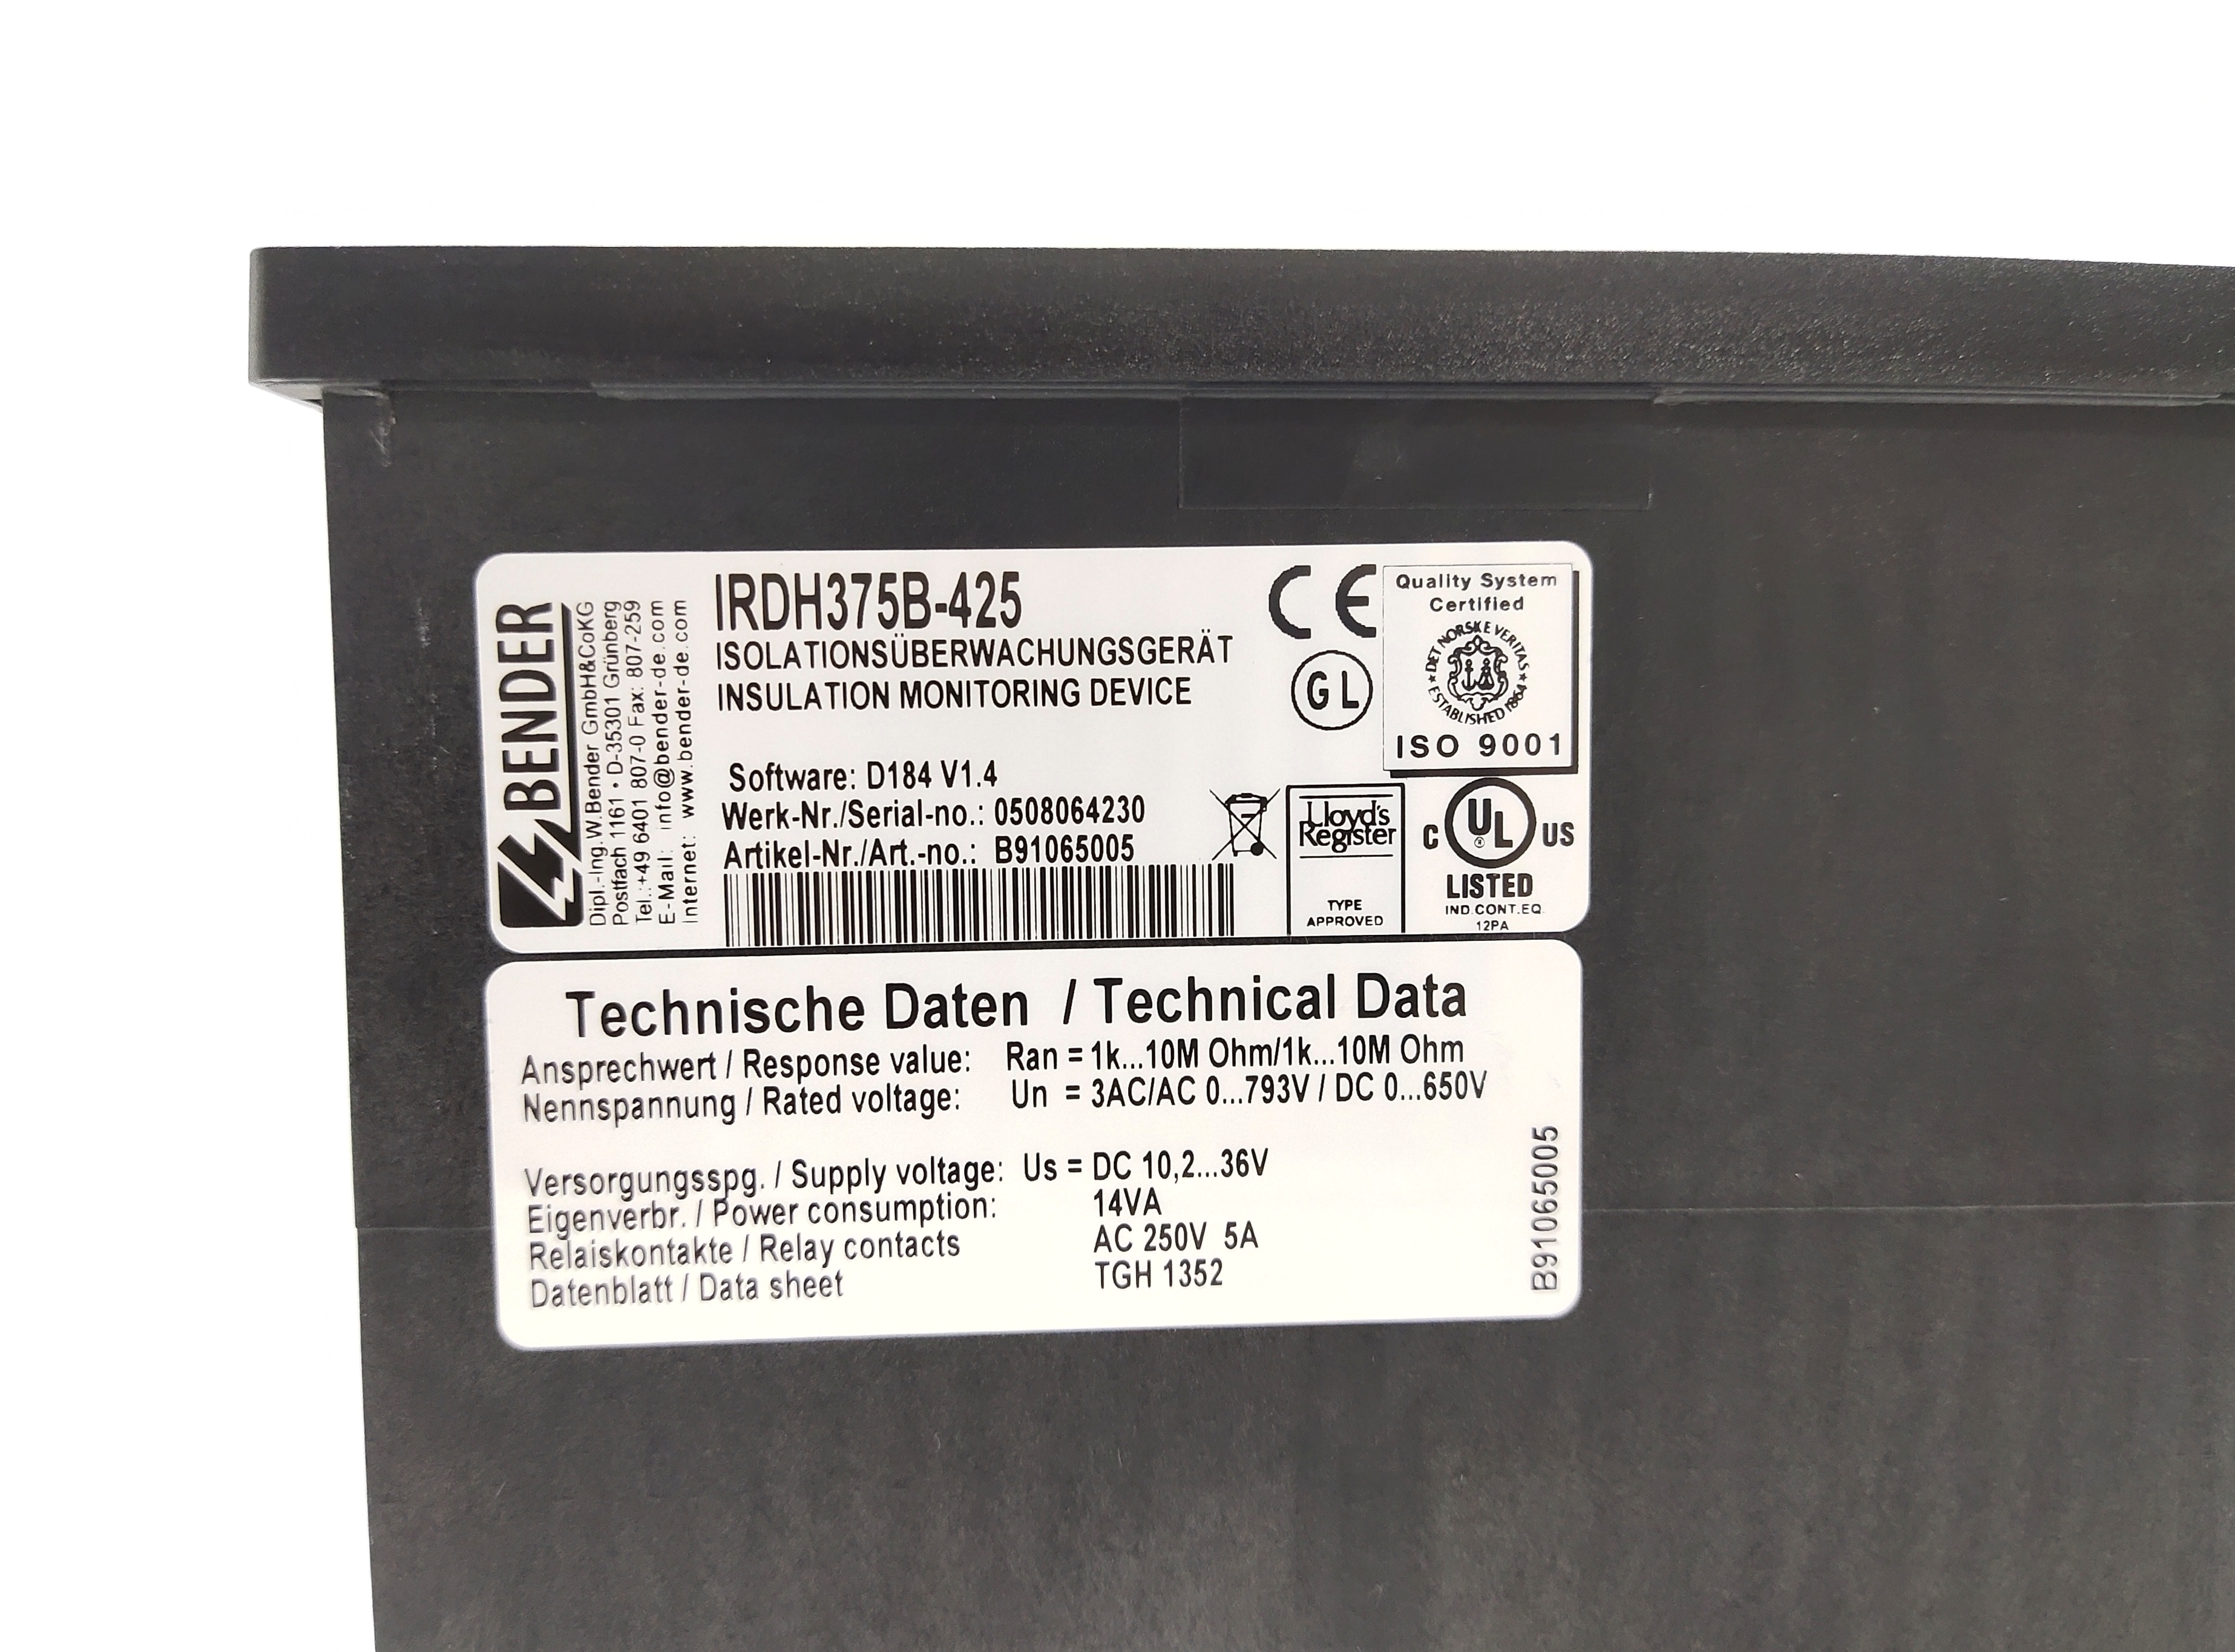 BENDER
Dipl.-Ing.W.Bender GmbH&CoKG
Postfach 1161 • D-35301 Grünberg
Tel.:+49 6401 807-0 Fax: 807-259
E-Mail: info@bender-de.com
Internet: www.bender-de.com
IRDH375B-425
ISOLATIONSÜBERWACHUNGSGERÄT
INSULATION MONITORING DEVICE
Software: D184 V1.4
Werk-Nr./Serial-no.: 0508064230
Artikel-Nr./Art.-no.: B91065005
CE
GL
Quality System
Certified
DET NORSKE VERITAS
ESTABLISHED 1864
ISO 9001
Lloyd's
Register
TYPE
APPROVED
C UL ® US
LISTED
IND.CONT.EQ.
12PA
Technische Daten / Technical Data
Ansprechwert / Response value: Ran = 1k...10M Ohm/1k...10M Ohm
Nennspannung / Rated voltage: Un = 3AC/AC 0...793V / DC 0...650V
Versorgungsspg. / Supply voltage: Us = DC 10,2...36V
Eigenverbr. / Power consumption: 14VA
Relaiskontakte / Relay contacts AC 250V 5A
Datenblatt / Data sheet TGH 1352
B91065005